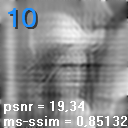 10
psnr = 19,34
ms-ssim = 0,85132